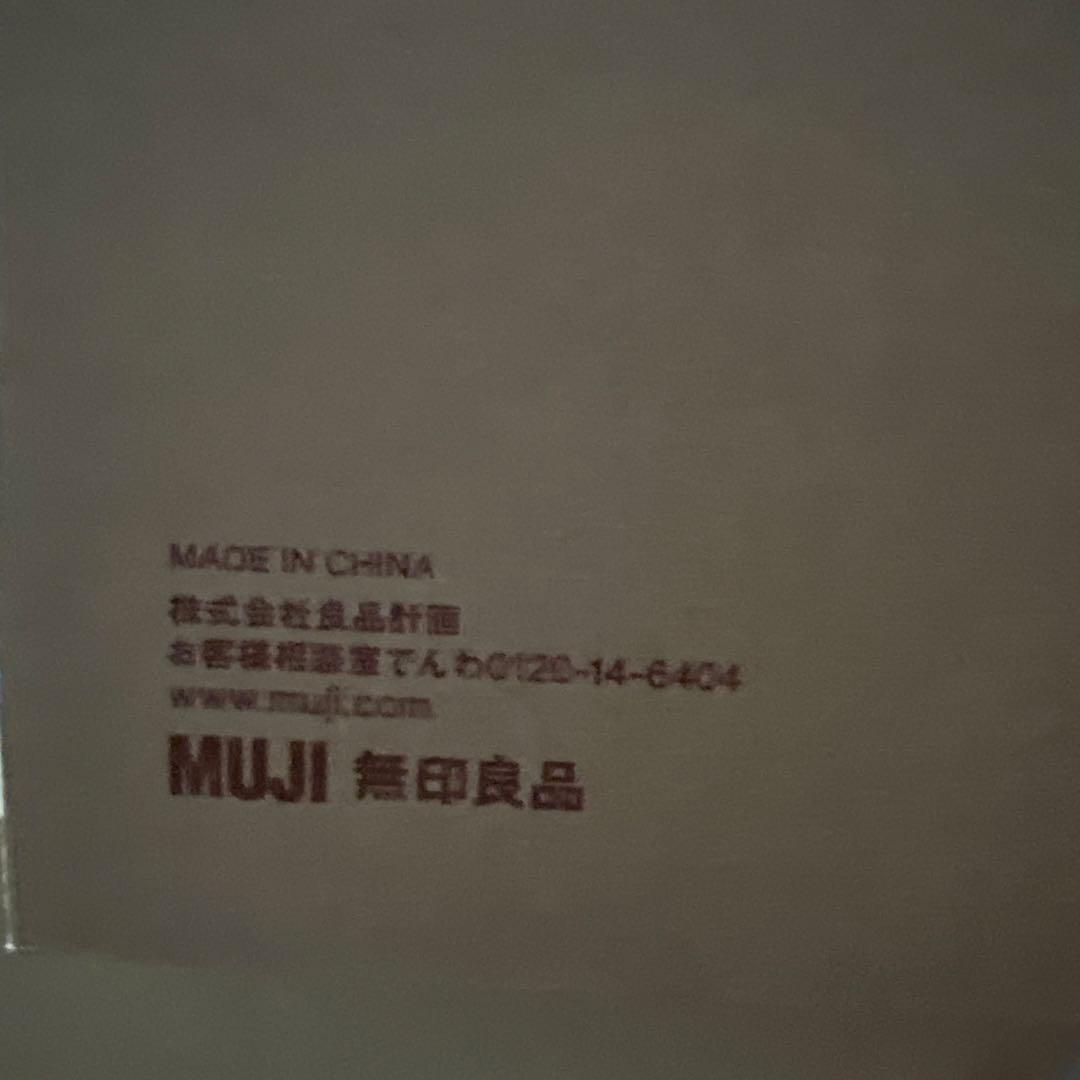 MADE IN CHINA
株式会社良品計画
お客様相談室でんわ0120-14-6404
www.muji.com
MUJI 無印良品